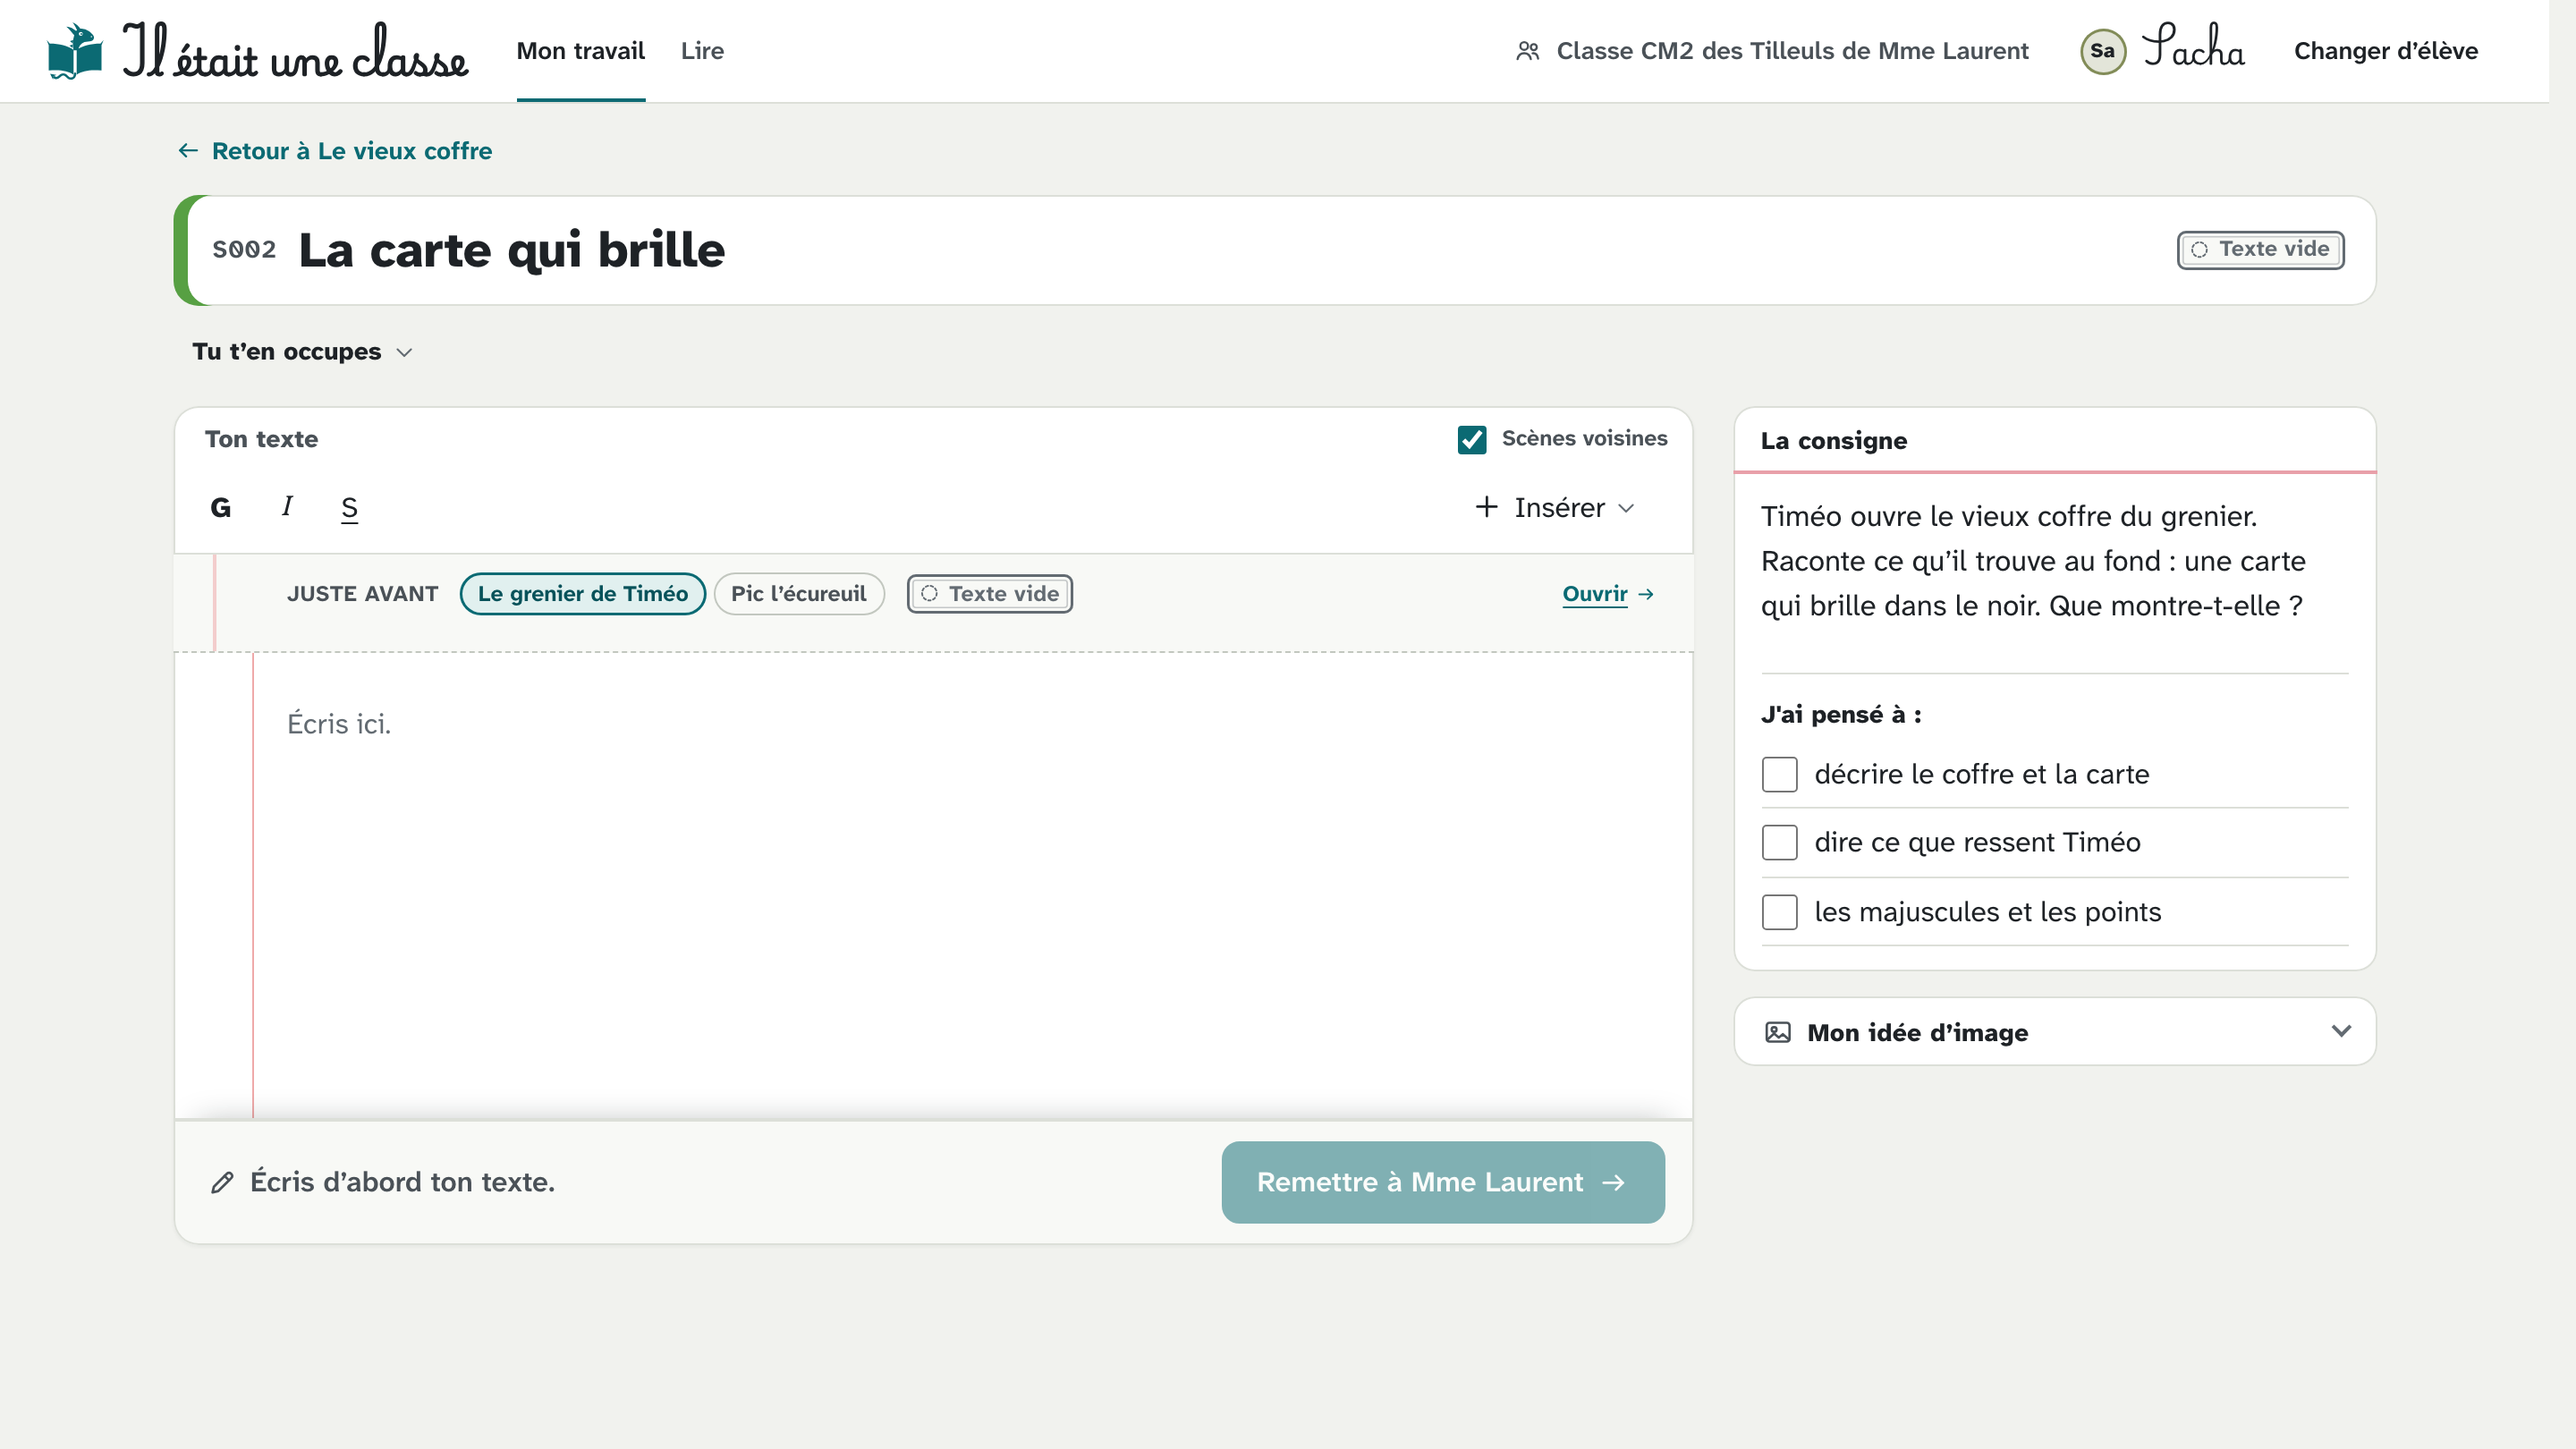 Il était une classe
Mon travail
Lire
Classe CM2 des Tilleuls de Mme Laurent
Sa
Sacha
Changer d’élève
← Retour à Le vieux coffre
S002 La carte qui brille
Texte vide
Tu t’en occupes
Ton texte
Scènes voisines
G I S
+ Insérer
JUSTE AVANT Le grenier de Timéo Pic l’écureuil Texte vide
Ouvrir →
Écris ici.
Écris d’abord ton texte.
Remettre à Mme Laurent →
La consigne
Timéo ouvre le vieux coffre du grenier.
Raconte ce qu’il trouve au fond : une carte
qui brille dans le noir. Que montre-t-elle ?
J'ai pensé à :
décrire le coffre et la carte
dire ce que ressent Timéo
les majuscules et les points
Mon idée d’image